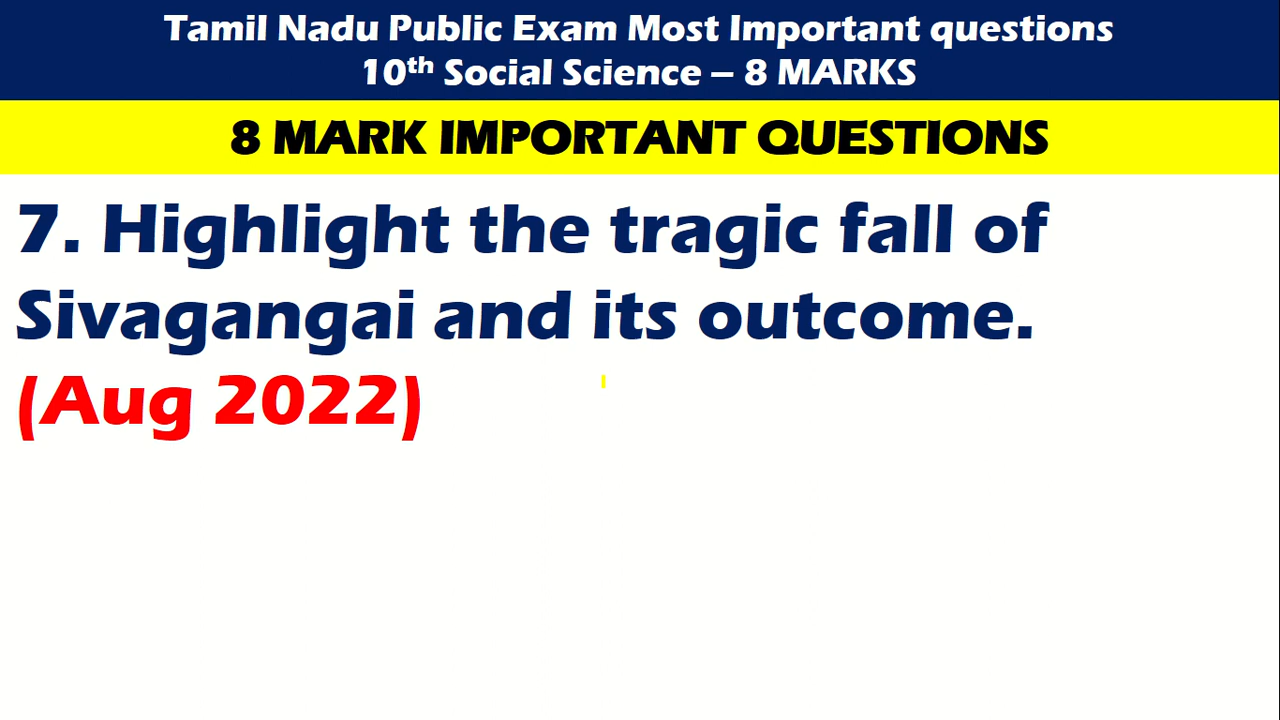 Tamil Nadu Public Exam Most Important questions
10th Social Science – 8 MARKS
8 MARK IMPORTANT QUESTIONS
7. Highlight the tragic fall of
Sivagangai and its outcome.
(Aug 2022)